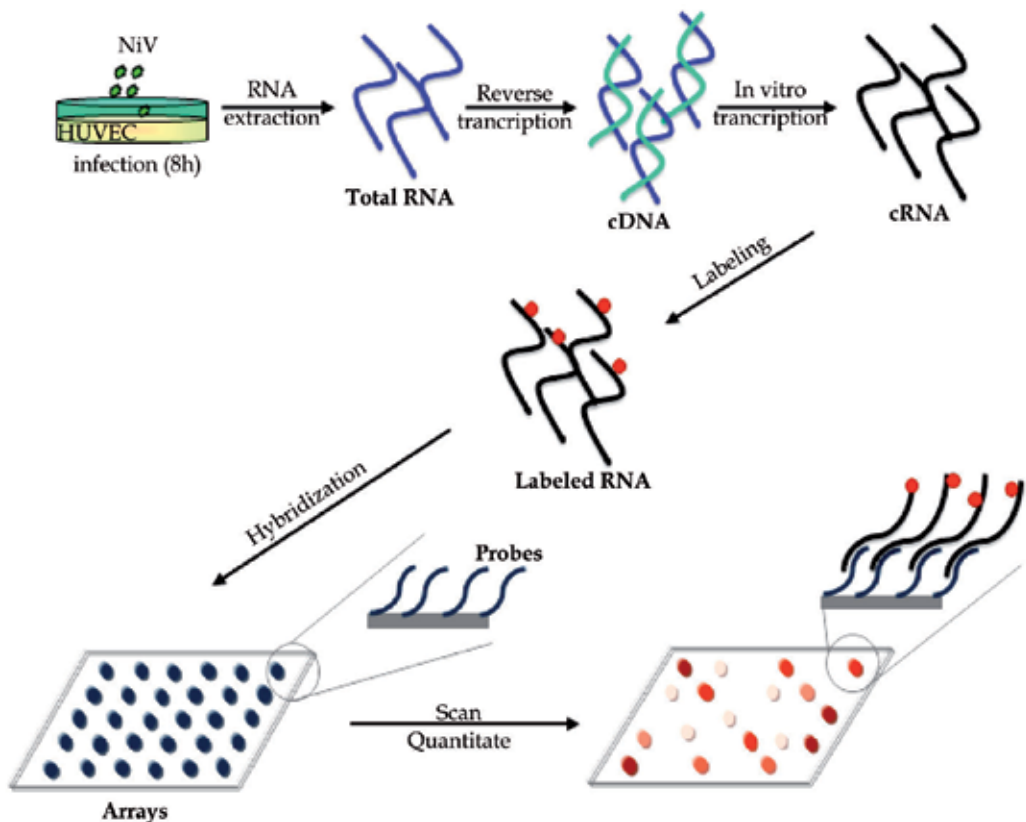 NiV
HUVEC
infection (8h)
RNA
extraction
Total RNA
Reverse
trancription
cDNA
In vitro
trancription
cRNA
Labeling
Labeled RNA
Hybridization
Probes
Arrays
Scan
Quantitate